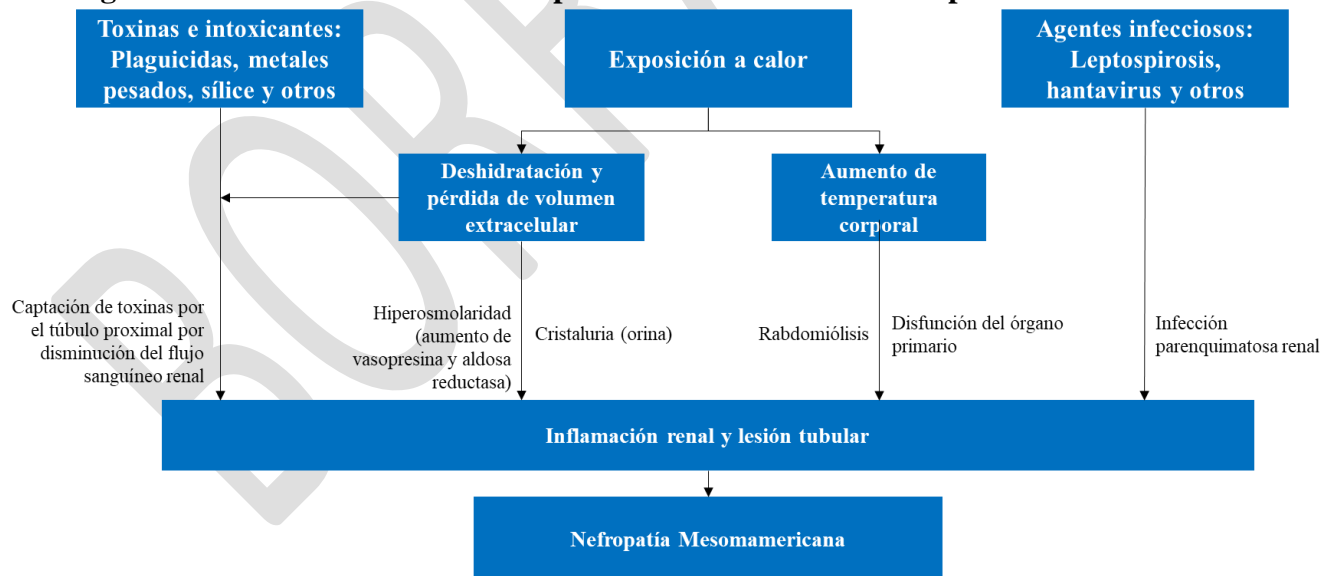 Toxinas e intoxicantes:
Plaguicidas, metales
pesados, sílice y otros
Exposición a calor
Agentes infecciosos:
Leptospirosis,
hantavirus y otros
Deshidratación y
pérdida de volumen
extracelular
Aumento de
temperatura
corporal
Captación de toxinas por
el túbulo proximal por
disminución del flujo
sanguíneo renal
Hiperosmolaridad
(aumento de
vasopresina y aldosa
reductasa)
Cristaluria (orina)
Rabdomiólisis
Disfunción del órgano
primario
Infección
parenquimatosa renal
Inflamación renal y lesión tubular
Nefropatía Mesomamericana